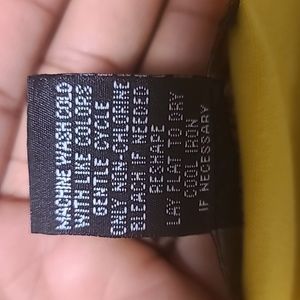 MACHINE WASH COLD
WITH LIKE COLORS
GENTLE CYCLE
ONLY NON-CHLORINE
BLEACH IF NEEDED
RESHAPE
LAY FLAT TO DRY
COOL IRON
IF NECESSARY